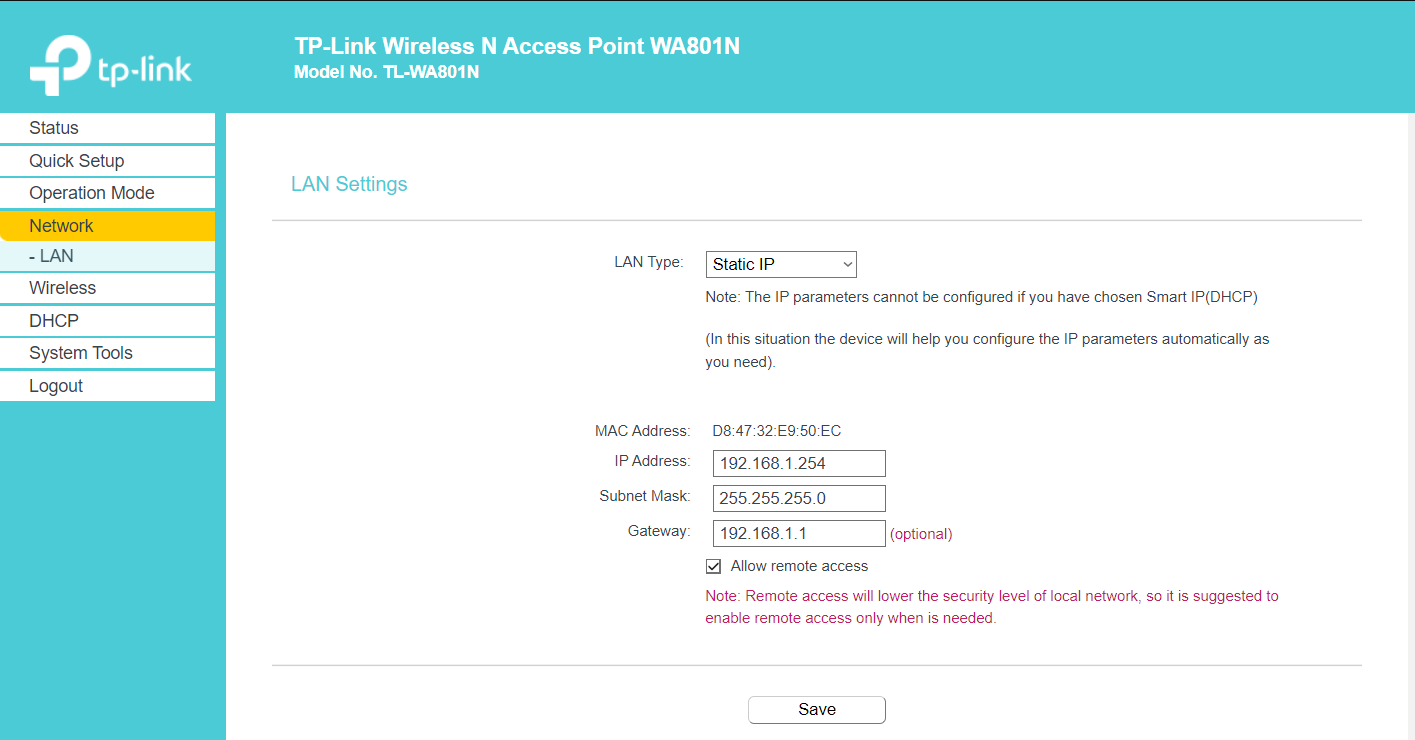 tp-link
TP-Link Wireless N Access Point WA801N
Model No. TL-WA801N
Status
Quick Setup
Operation Mode
Network
- LAN
Wireless
DHCP
System Tools
Logout
LAN Settings
LAN Type: Static IP
Note: The IP parameters cannot be configured if you have chosen Smart IP(DHCP)
(In this situation the device will help you configure the IP parameters automatically as
you need).
MAC Address: D8:47:32:E9:50:EC
IP Address: 192.168.1.254
Subnet Mask: 255.255.255.0
Gateway: 192.168.1.1 (optional)
Allow remote access
Note: Remote access will lower the security level of local network, so it is suggested to
enable remote access only when is needed.
Save